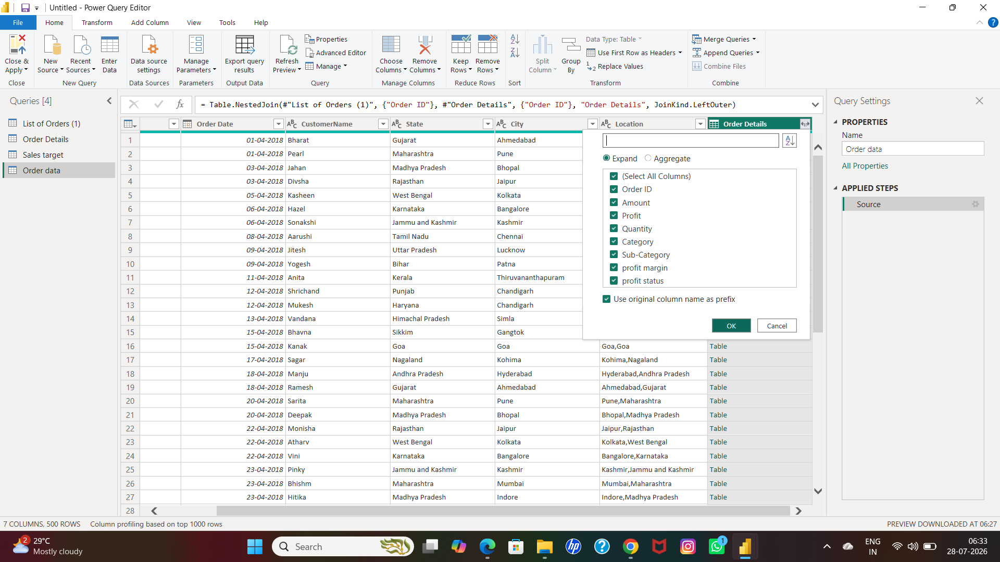 Untitled - Power Query Editor
File Home Transform Add Column View Tools Help
Close & Apply
New Source
Recent Sources
Enter Data
Data source settings
Manage Parameters
Export query results
Refresh Preview
Properties
Advanced Editor
Manage
Choose Columns
Remove Columns
Keep Rows
Remove Rows
Split Column
Group By
Data Type: Table
Use First Row as Headers
Replace Values
Merge Queries
Append Queries
Combine Files
Close New Query Data Sources Parameters Output Data Query Manage Columns Reduce Rows Sort Transform Combine
Queries [4]
List of Orders (1)
Order Details
Sales target
Order data
fx = Table.NestedJoin(#"List of Orders (1)", {"Order ID"}, #"Order Details", {"Order ID"}, "Order Details", JoinKind.LeftOuter)
Order Date ABC CustomerName ABC State ABC City ABC Location Order Details
1 01-04-2018 Bharat Gujarat Ahmedabad
2 01-04-2018 Pearl Maharashtra Pune
3 03-04-2018 Jahan Madhya Pradesh Bhopal
4 03-04-2018 Divsha Rajasthan Jaipur
5 05-04-2018 Kasheen West Bengal Kolkata
6 06-04-2018 Hazel Karnataka Bangalore
7 06-04-2018 Sonakshi Jammu and Kashmir Kashmir
8 08-04-2018 Aarushi Tamil Nadu Chennai
9 09-04-2018 Jitesh Uttar Pradesh Lucknow
10 09-04-2018 Yogesh Bihar Patna
11 11-04-2018 Anita Kerala Thiruvananthapuram
12 12-04-2018 Shrichand Punjab Chandigarh
13 12-04-2018 Mukesh Haryana Chandigarh
14 13-04-2018 Vandana Himachal Pradesh Simla
15 15-04-2018 Bhavna Sikkim Gangtok
16 15-04-2018 Kanak Goa Goa Goa,Goa Table
17 17-04-2018 Sagar Nagaland Kohima Kohima,Nagaland Table
18 18-04-2018 Manju Andhra Pradesh Hyderabad Hyderabad,Andhra Pradesh Table
19 18-04-2018 Ramesh Gujarat Ahmedabad Ahmedabad,Gujarat Table
20 20-04-2018 Sarita Maharashtra Pune Pune,Maharashtra Table
21 20-04-2018 Deepak Madhya Pradesh Bhopal Bhopal,Madhya Pradesh Table
22 22-04-2018 Monisha Rajasthan Jaipur Jaipur,Rajasthan Table
23 22-04-2018 Atharv West Bengal Kolkata Kolkata,West Bengal Table
24 22-04-2018 Vini Karnataka Bangalore Bangalore,Karnataka Table
25 23-04-2018 Pinky Jammu and Kashmir Kashmir Kashmir,Jammu and Kashmir Table
26 23-04-2018 Bhishm Maharashtra Mumbai Mumbai,Maharashtra Table
27 23-04-2018 Hitika Madhya Pradesh Indore Indore,Madhya Pradesh Table
28
AZ
Expand Aggregate
(Select All Columns)
Order ID
Amount
Profit
Quantity
Category
Sub-Category
profit margin
profit status
Use original column name as prefix
OK Cancel
Query Settings
PROPERTIES
Name
Order data
All Properties
APPLIED STEPS
Source
7 COLUMNS, 500 ROWS Column profiling based on top 1000 rows
PREVIEW DOWNLOADED AT 06:27
2
29°C
Mostly cloudy
Search
hp
1
ENG
IN
06:33
28-07-2026